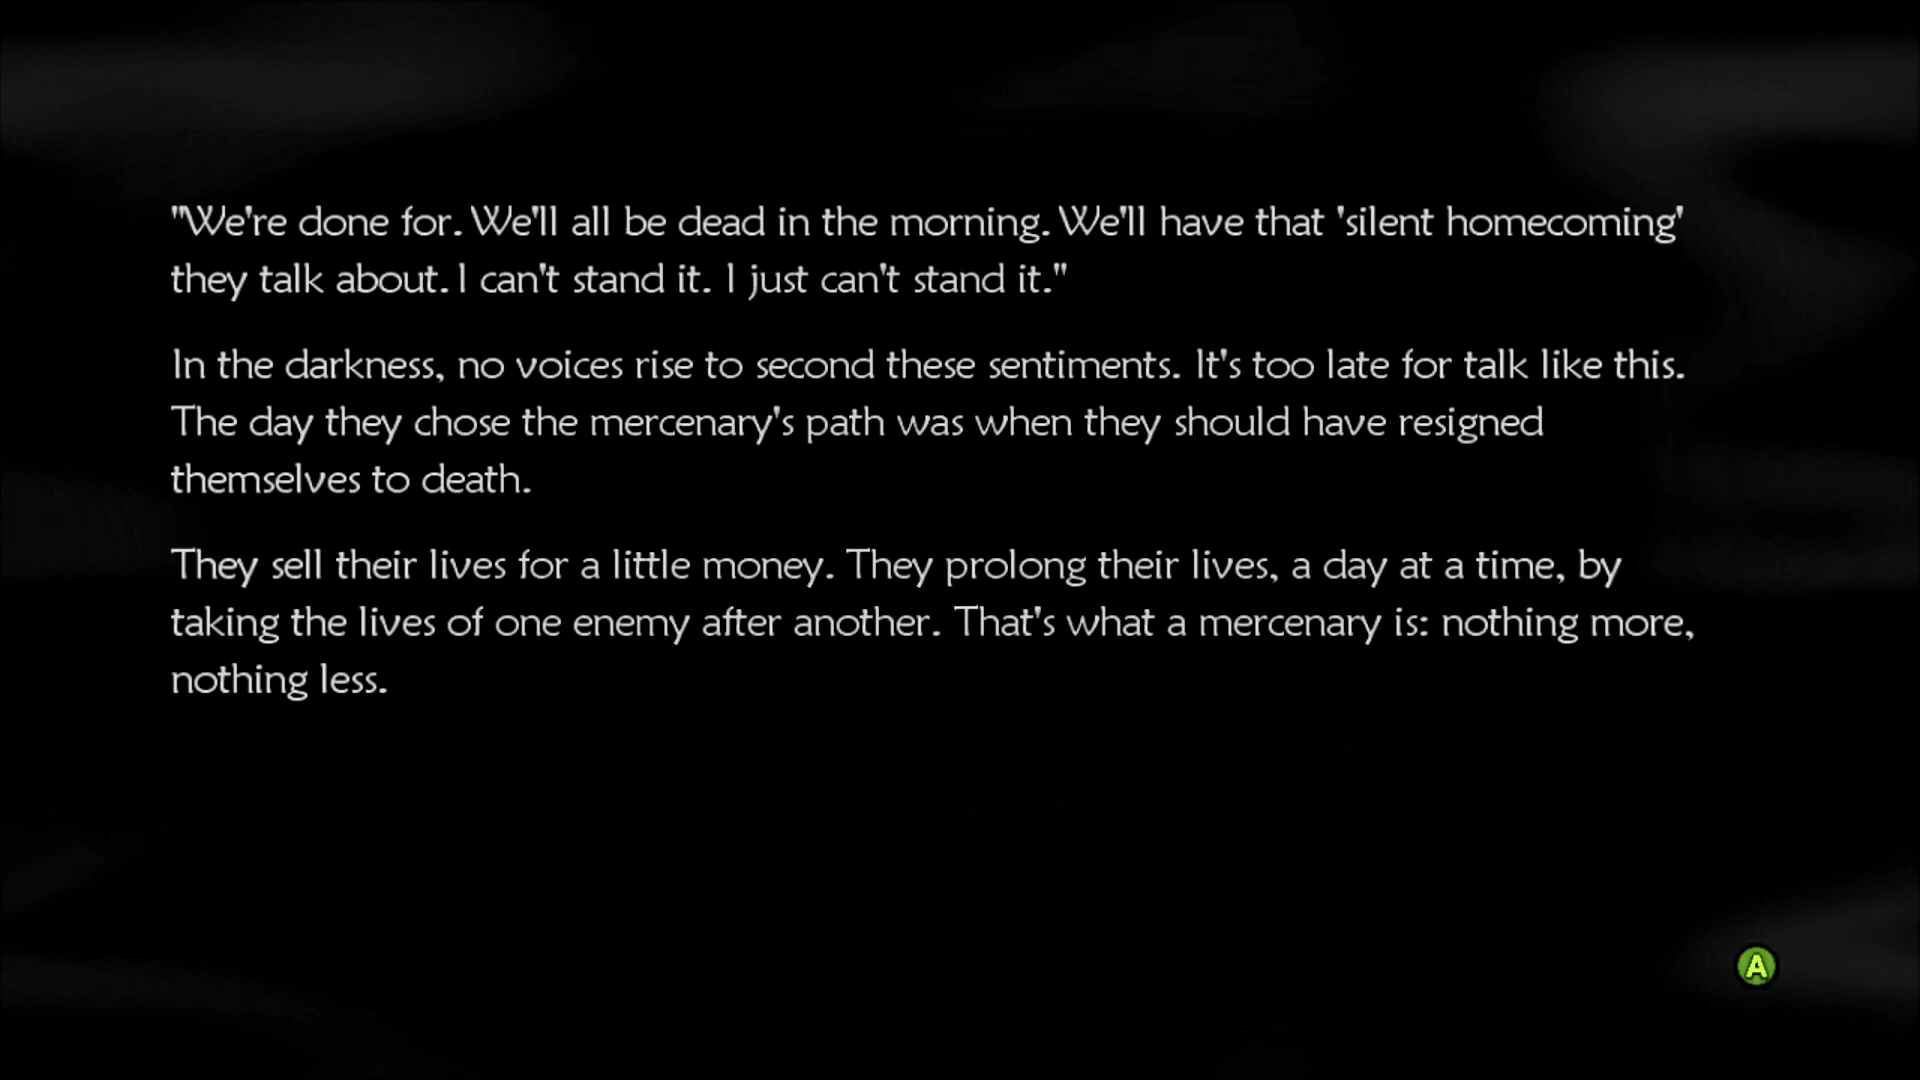 "We're done for. We'll all be dead in the morning. We'll have that 'silent homecoming'
they talk about. I can't stand it. I just can't stand it."
In the darkness, no voices rise to second these sentiments. It's too late for talk like this.
The day they chose the mercenary's path was when they should have resigned
themselves to death.
They sell their lives for a little money. They prolong their lives, a day at a time, by
taking the lives of one enemy after another. That's what a mercenary is: nothing more,
nothing less.
A